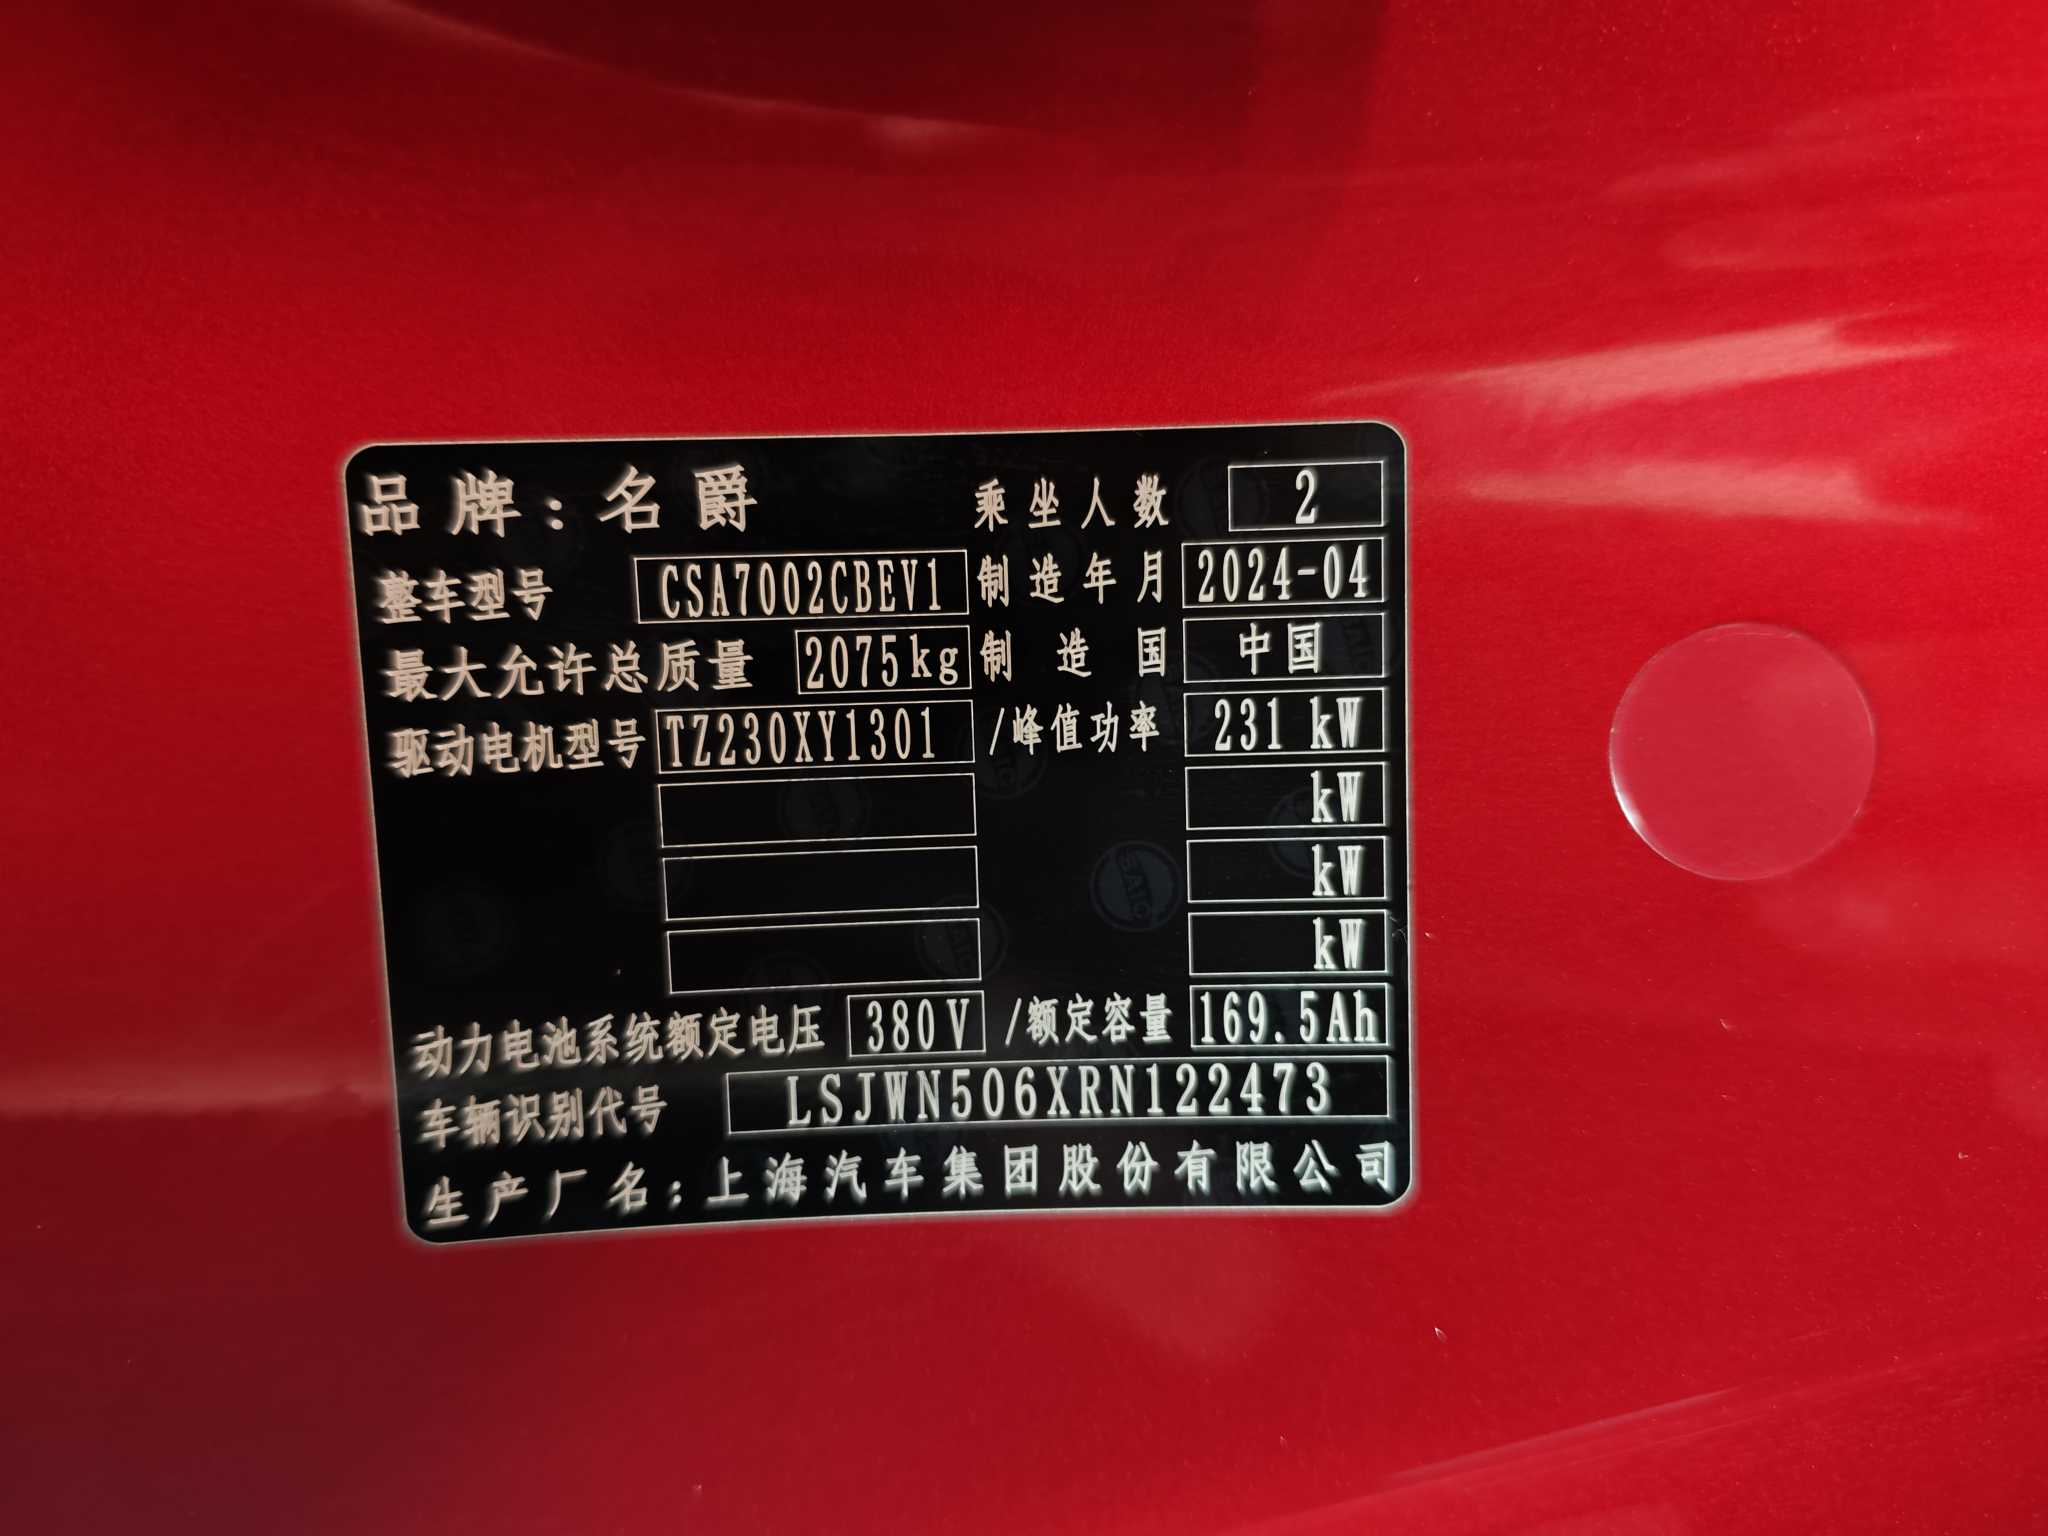 品牌：名爵 乘坐人数 2
整车型号 CSA7002CBEV1 制造年月 2024-04
最大允许总质量 2075kg 制造国 中国
驱动电机型号 TZ230XY1301 /峰值功率 231 kW
kW
kW
kW
动力电池系统额定电压 380V /额定容量 169.5Ah
车辆识别代号 LSJWN506XRN122473
生产厂名：上海汽车集团股份有限公司
SAIC